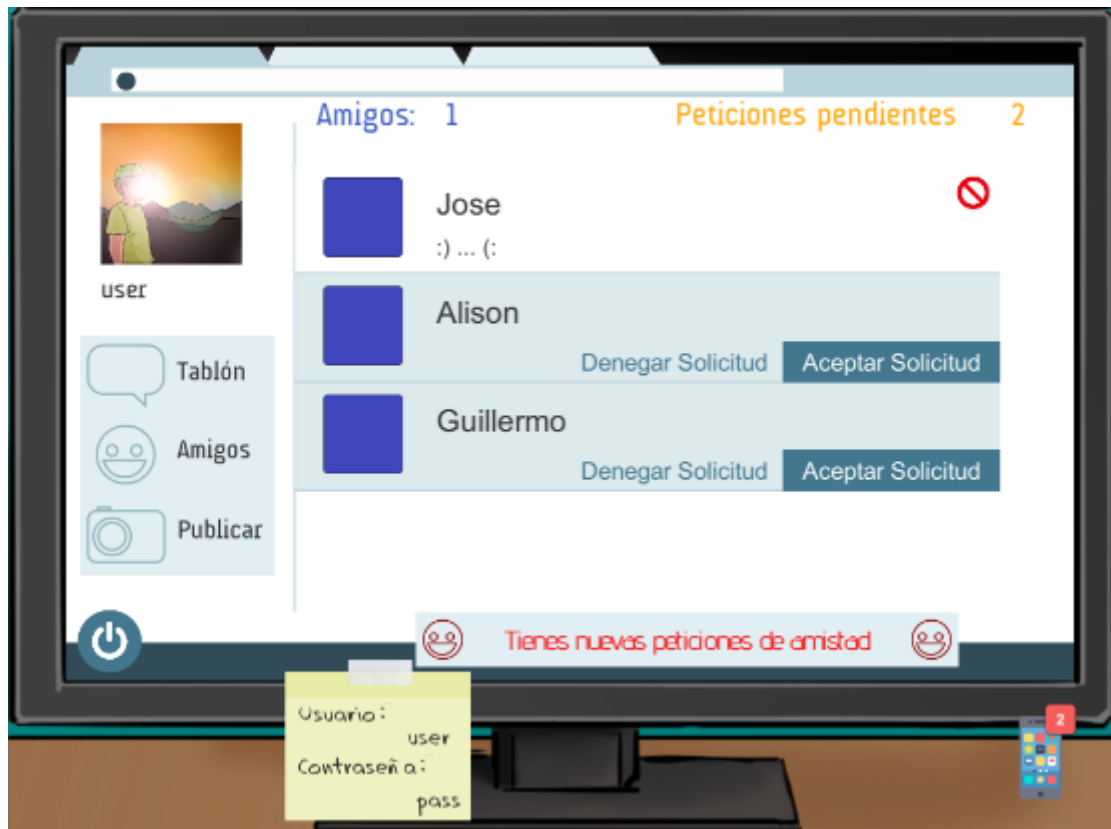 Amigos: 1
Peticiones pendientes 2
user
Jose
:) ... (:
Alison
Denegar Solicitud
Aceptar Solicitud
Guillermo
Denegar Solicitud
Aceptar Solicitud
Tablón
Amigos
Publicar
Tienes nuevas peticiones de amistad
Usuario:
user
Contraseña:
pass
2